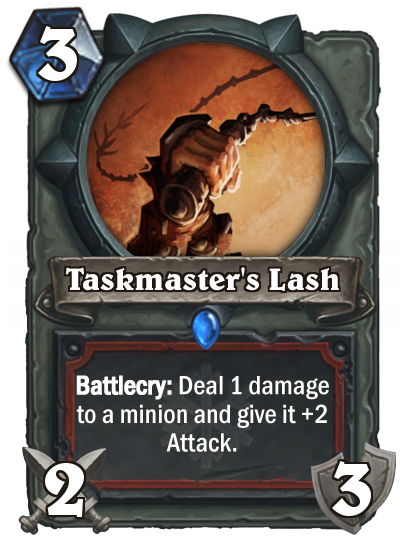 3
Taskmaster's Lash
Battlecry: Deal 1 damage
to a minion and give it +2
Attack.
2
3